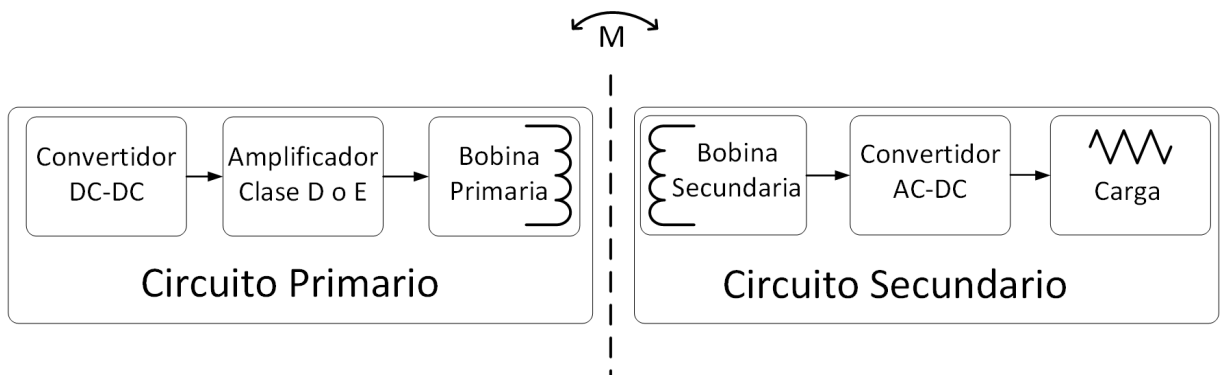 M
Convertidor
DC-DC
Amplificador
Clase D o E
Bobina
Primaria
Circuito Primario
Bobina
Secundaria
Convertidor
AC-DC
Carga
Circuito Secundario